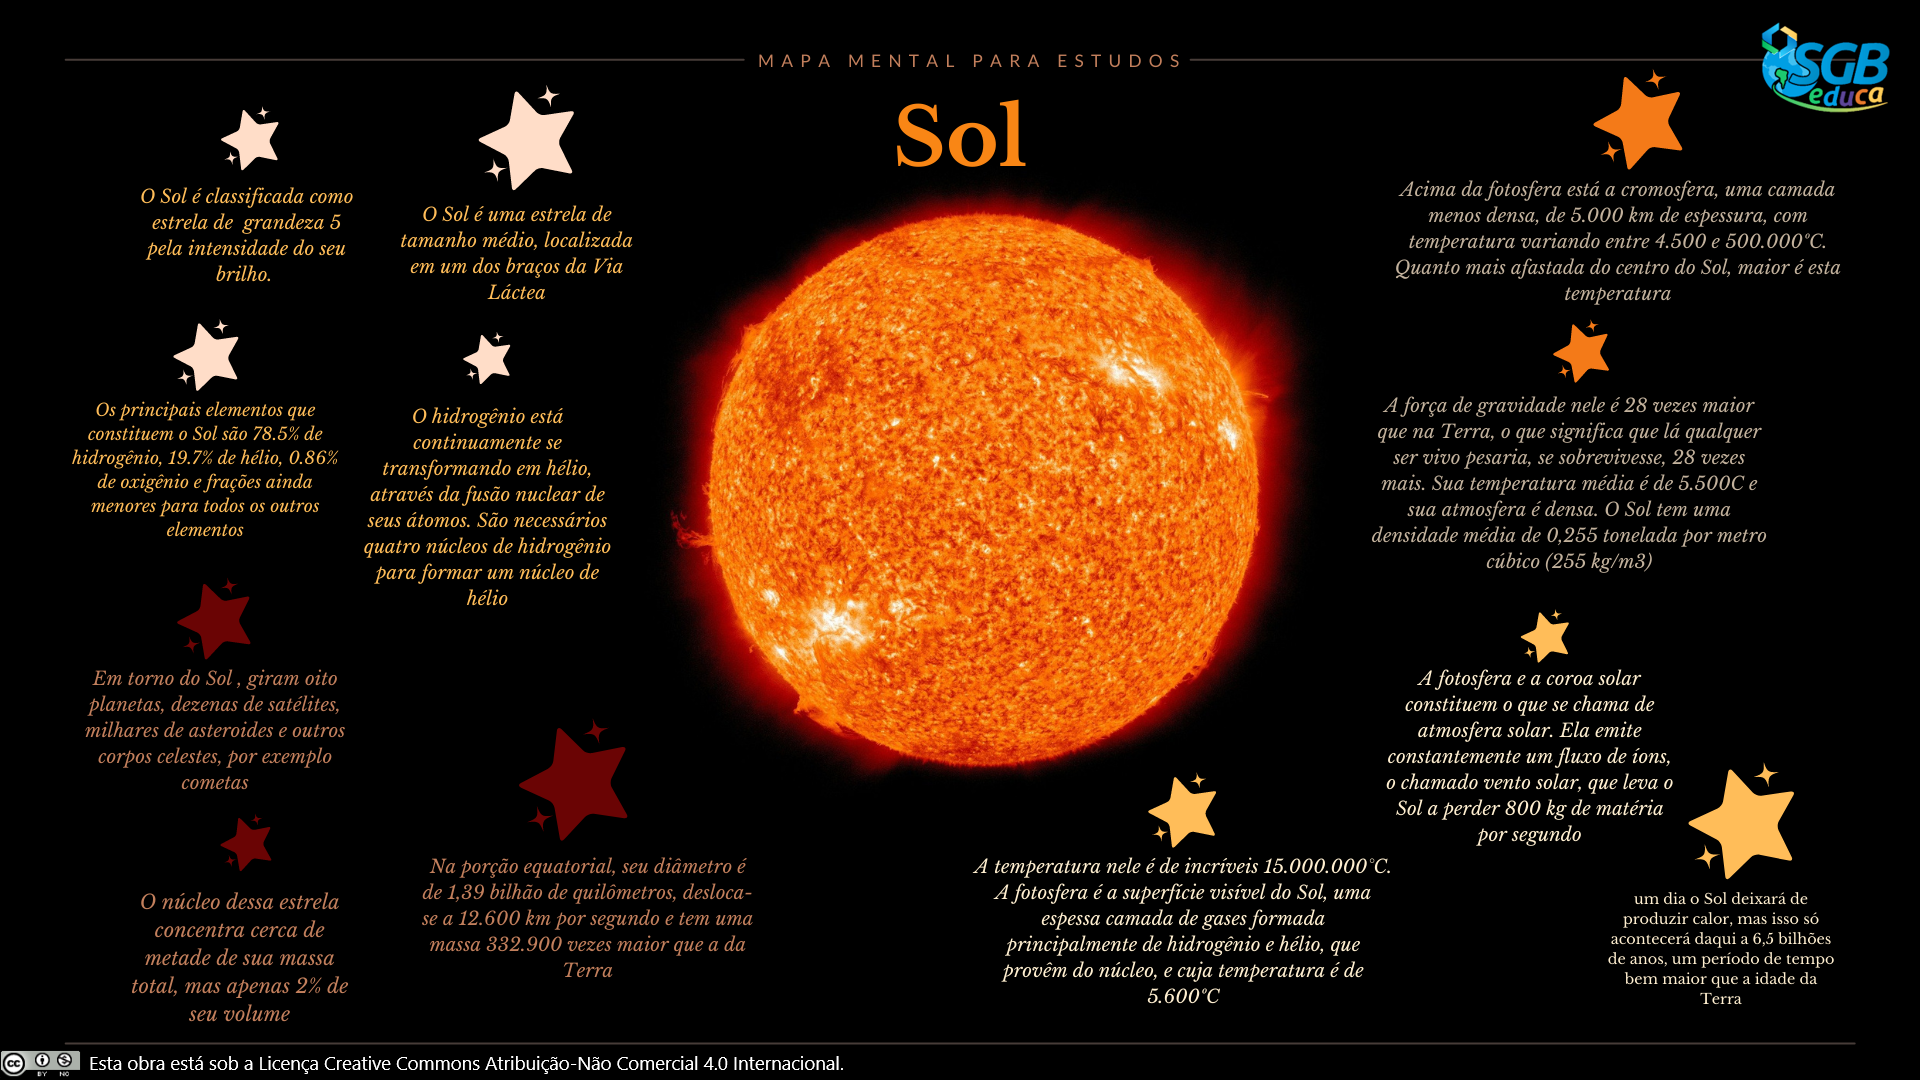 MAPA MENTAL PARA ESTUDOS
SGB
educa
Sol
O Sol é classificada como
estrela de grandeza 5
pela intensidade do seu
brilho.
O Sol é uma estrela de
tamanho médio, localizada
em um dos braços da Via
Láctea
Os principais elementos que
constituem o Sol são 78.5% de
hidrogênio, 19.7% de hélio, 0.86%
de oxigênio e frações ainda
menores para todos os outros
elementos
O hidrogênio está
continuamente se
transformando em hélio,
através da fusão nuclear de
seus átomos. São necessários
quatro núcleos de hidrogênio
para formar um núcleo de
hélio
Em torno do Sol , giram oito
planetas, dezenas de satélites,
milhares de asteroides e outros
corpos celestes, por exemplo
cometas
O núcleo dessa estrela
concentra cerca de
metade de sua massa
total, mas apenas 2% de
seu volume
Na porção equatorial, seu diâmetro é
de 1,39 bilhão de quilômetros, desloca-
se a 12.600 km por segundo e tem uma
massa 332.900 vezes maior que a da
Terra
A temperatura nele é de incríveis 15.000.000°C.
A fotosfera é a superfície visível do Sol, uma
espessa camada de gases formada
principalmente de hidrogênio e hélio, que
provêm do núcleo, e cuja temperatura é de
5.600ºC
Acima da fotosfera está a cromosfera, uma camada
menos densa, de 5.000 km de espessura, com
temperatura variando entre 4.500 e 500.000ºC.
Quanto mais afastada do centro do Sol, maior é esta
temperatura
A força de gravidade nele é 28 vezes maior
que na Terra, o que significa que lá qualquer
ser vivo pesaria, se sobrevivesse, 28 vezes
mais. Sua temperatura média é de 5.500C e
sua atmosfera é densa. O Sol tem uma
densidade média de 0,255 tonelada por metro
cúbico (255 kg/m3)
A fotosfera e a coroa solar
constituem o que se chama de
atmosfera solar. Ela emite
constantemente um fluxo de íons,
o chamado vento solar, que leva o
Sol a perder 800 kg de matéria
por segundo
um dia o Sol deixará de
produzir calor, mas isso só
acontecerá daqui a 6,5 bilhões
de anos, um período de tempo
bem maior que a idade da
Terra
cc BY NC
Esta obra está sob a Licença Creative Commons Atribuição-Não Comercial 4.0 Internacional.